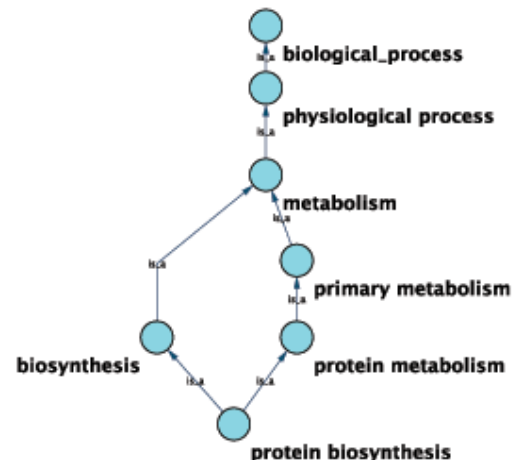 is_a
biological_process
physiological process
is_a
metabolism
is_a
is_a
primary metabolism
is_a
biosynthesis
protein metabolism
is_a
is_a
protein biosynthesis